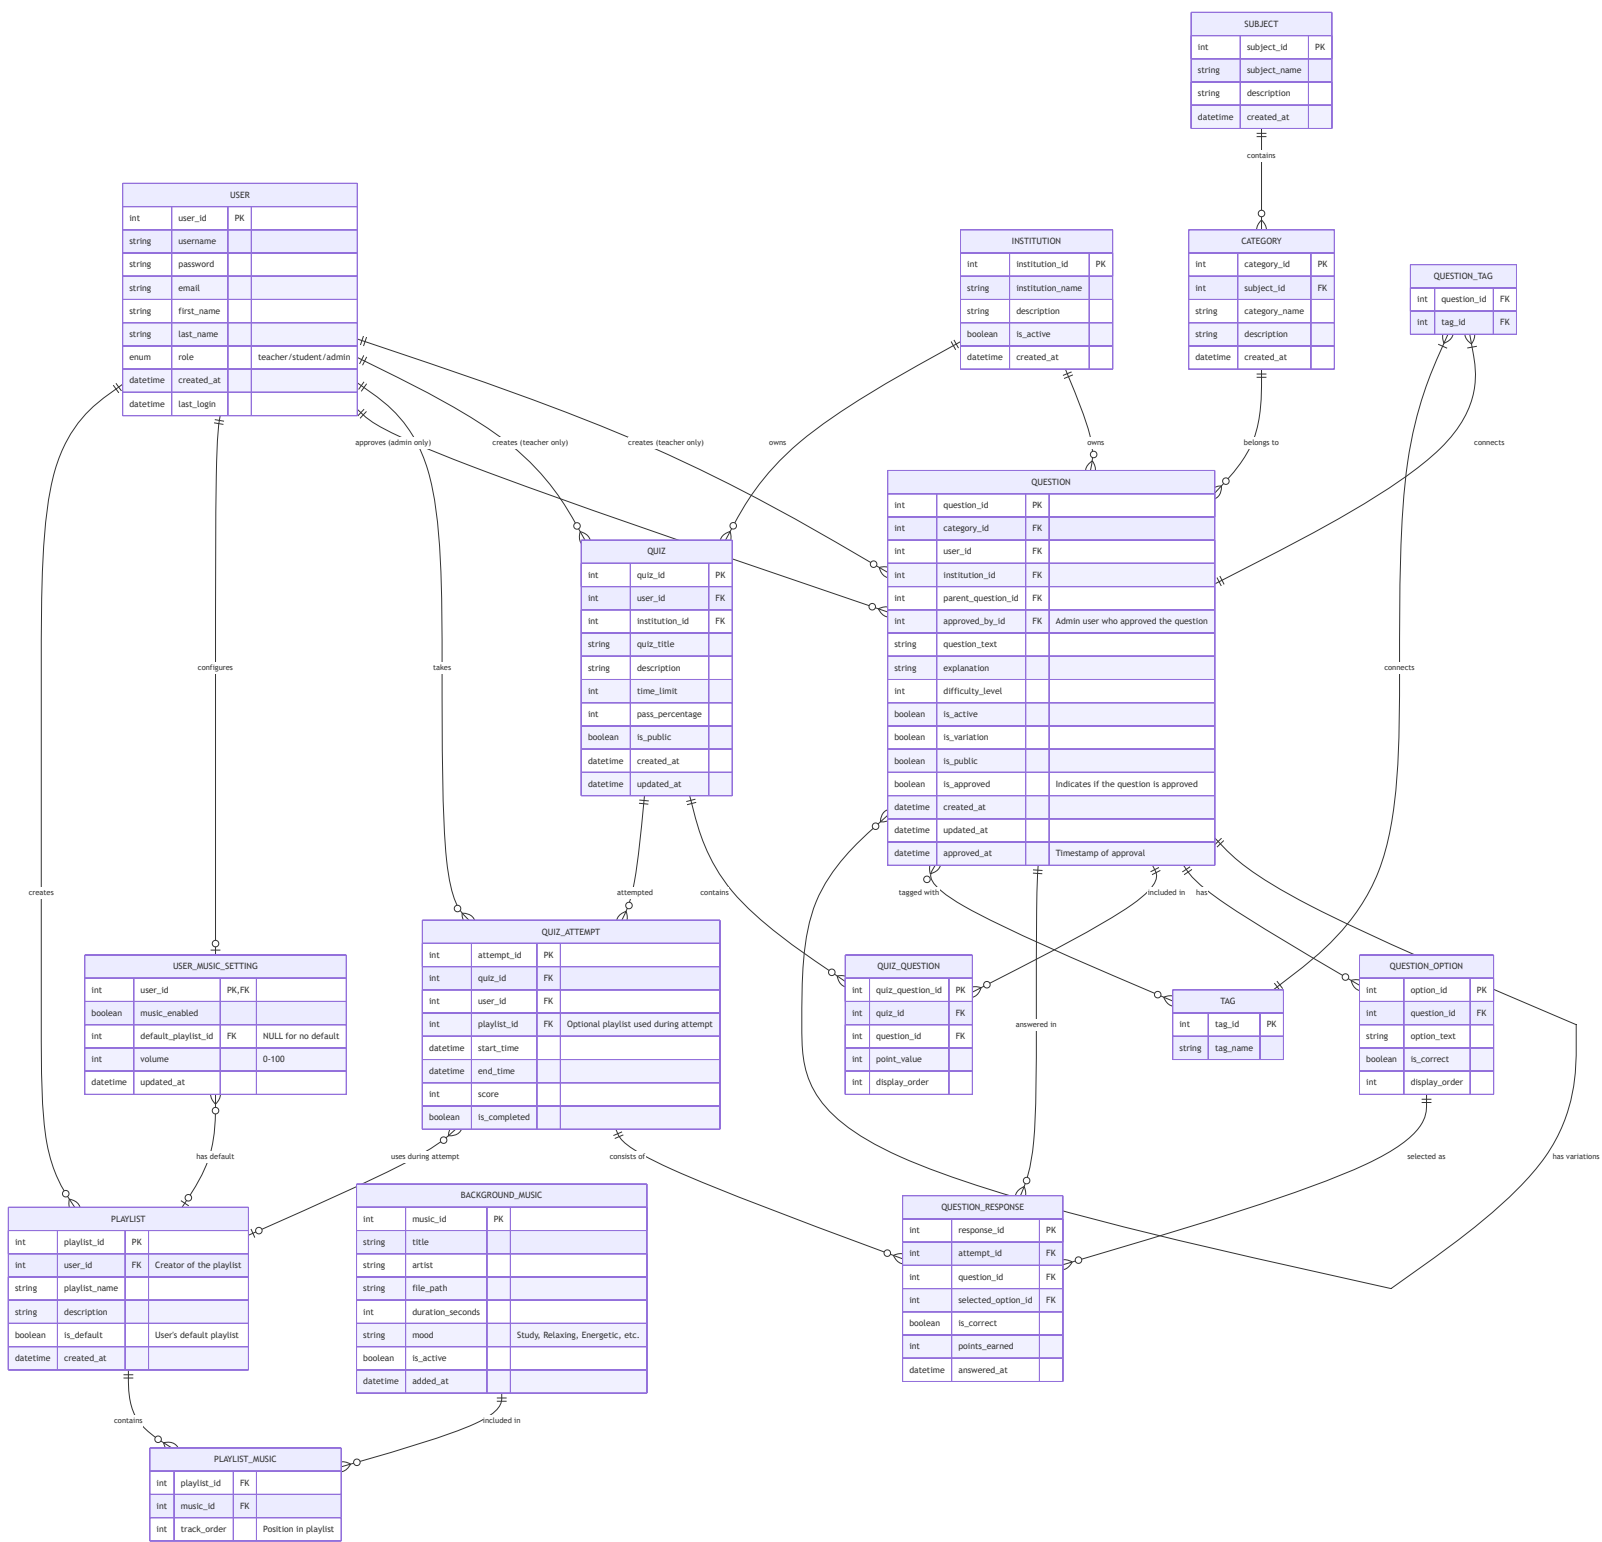 SUBJECT
int subject_id PK
string subject_name
string description
datetime created_at
contains
USER
int user_id PK
string username
string password
string email
string first_name
string last_name
enum role teacher/student/admin
datetime created_at
datetime last_login
INSTITUTION
int institution_id PK
string institution_name
string description
boolean is_active
datetime created_at
CATEGORY
int category_id PK
int subject_id FK
string category_name
string description
datetime created_at
QUESTION_TAG
int question_id FK
int tag_id FK
approves (admin only)
creates (teacher only)
creates (teacher only)
owns
owns
belongs to
connects
QUIZ
int quiz_id PK
int user_id FK
int institution_id FK
string quiz_title
string description
int time_limit
int pass_percentage
boolean is_public
datetime created_at
datetime updated_at
QUESTION
int question_id PK
int category_id FK
int user_id FK
int institution_id FK
int parent_question_id FK
int approved_by_id FK Admin user who approved the question
string question_text
string explanation
int difficulty_level
boolean is_active
boolean is_variation
boolean is_public
boolean is_approved Indicates if the question is approved
datetime created_at
datetime updated_at
datetime approved_at Timestamp of approval
configures
takes
connects
creates
attempted
contains
tagged with
included in
has
USER_MUSIC_SETTING
int user_id PK,FK
boolean music_enabled
int default_playlist_id FK NULL for no default
int volume 0-100
datetime updated_at
QUIZ_ATTEMPT
int attempt_id PK
int quiz_id FK
int user_id FK
int playlist_id FK Optional playlist used during attempt
datetime start_time
datetime end_time
int score
boolean is_completed
QUIZ_QUESTION
int quiz_question_id PK
int quiz_id FK
int question_id FK
int point_value
int display_order
answered in
TAG
int tag_id PK
string tag_name
QUESTION_OPTION
int option_id PK
int question_id FK
string option_text
boolean is_correct
int display_order
has default
uses during attempt
consists of
selected as
has variations
PLAYLIST
int playlist_id PK
int user_id FK Creator of the playlist
string playlist_name
string description
boolean is_default User's default playlist
datetime created_at
BACKGROUND_MUSIC
int music_id PK
string title
string artist
string file_path
int duration_seconds
string mood Study, Relaxing, Energetic, etc.
boolean is_active
datetime added_at
QUESTION_RESPONSE
int response_id PK
int attempt_id FK
int question_id FK
int selected_option_id FK
boolean is_correct
int points_earned
datetime answered_at
contains
included in
PLAYLIST_MUSIC
int playlist_id FK
int music_id FK
int track_order Position in playlist